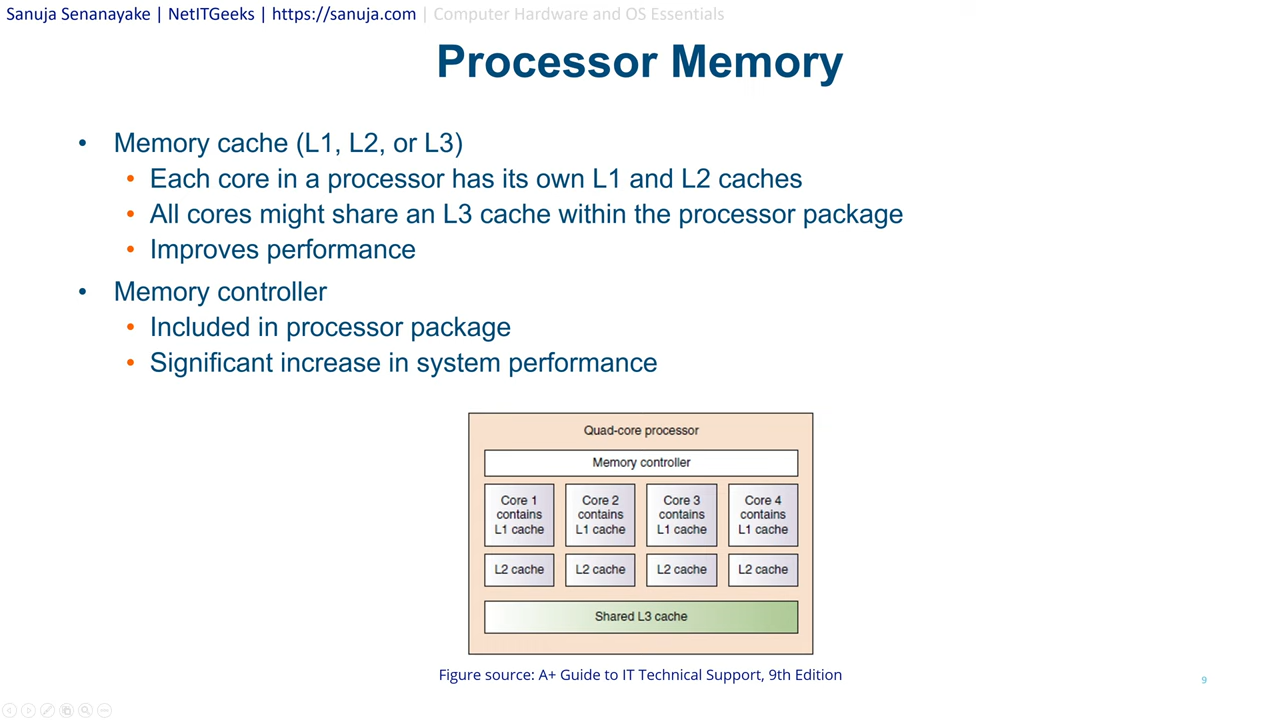 Sanuja Senanayake | NetITGeeks | https://sanuja.com | Computer Hardware and OS Essentials
Processor Memory
• Memory cache (L1, L2, or L3)
• Each core in a processor has its own L1 and L2 caches
• All cores might share an L3 cache within the processor package
• Improves performance
• Memory controller
• Included in processor package
• Significant increase in system performance
Quad-core processor
Memory controller
Core 1 contains L1 cache
Core 2 contains L1 cache
Core 3 contains L1 cache
Core 4 contains L1 cache
L2 cache
L2 cache
L2 cache
L2 cache
Shared L3 cache
Figure source: A+ Guide to IT Technical Support, 9th Edition
9